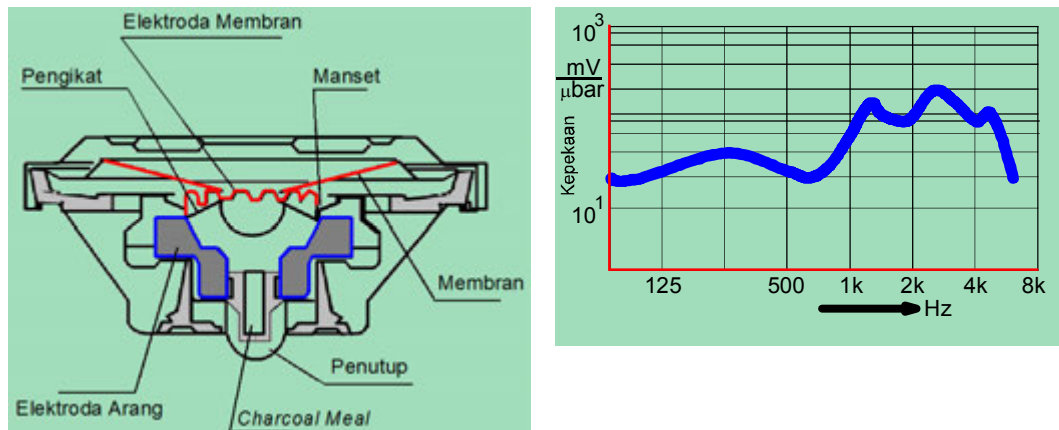 Elektroda Membran
Pengikat
Manset
Membran
Penutup
Elektroda Arang
Charcoal Meal
10³
mV
μbar
Kepekaan
10¹
125 500 1k 2k 4k 8k
Hz